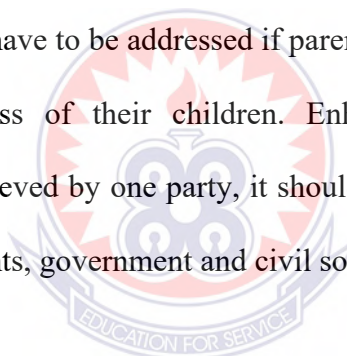 have to be addressed if paren
ss of their children. Enl
eved by one party, it shoul
ts, government and civil so
EDUCATION FOR SERVICE